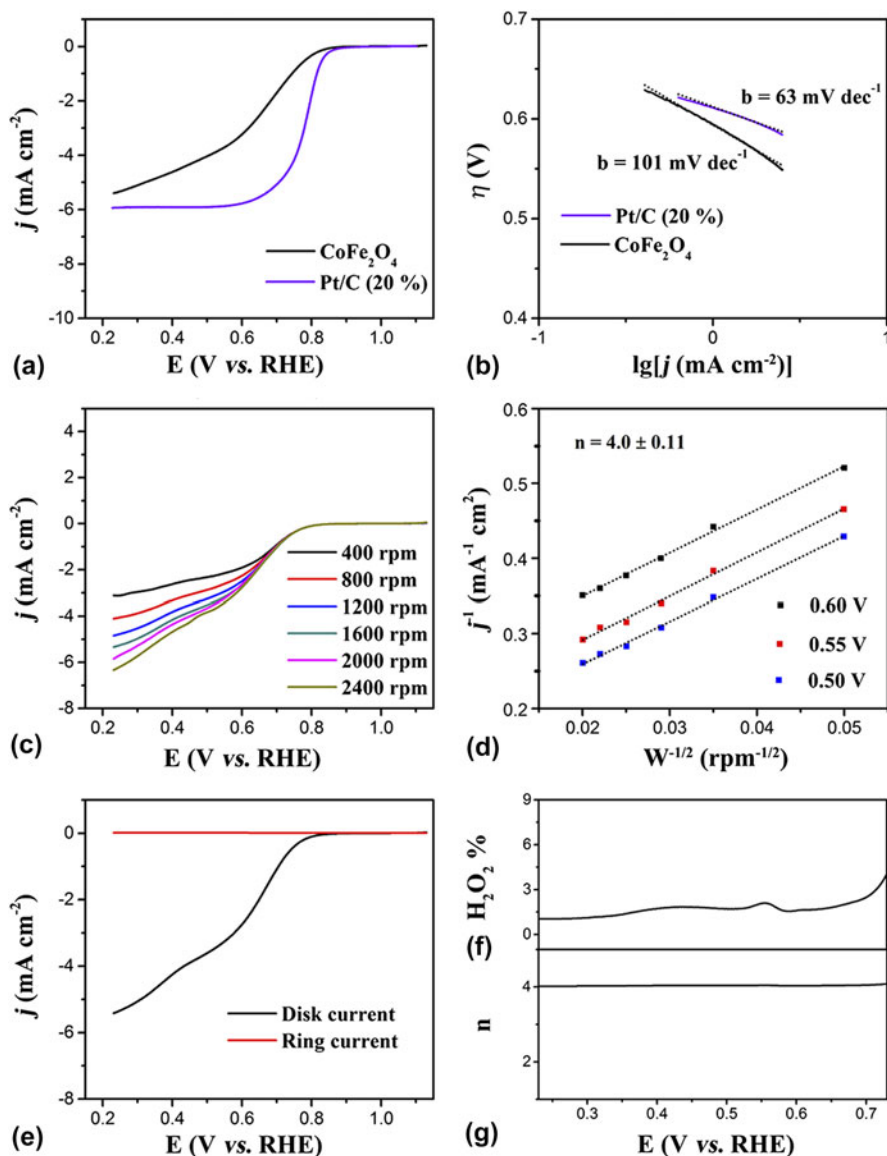 0
-2
-4
-6
-8
-10
j (mA cm-2)
CoFe2O4
Pt/C (20 %)
0.2 0.4 0.6 0.8 1.0
E (V vs. RHE)
(a)
0.7
0.6
0.5
0.4
η (V)
b = 63 mV dec-1
b = 101 mV dec-1
Pt/C (20 %)
CoFe2O4
-1 0 1
lg[j (mA cm-2)]
(b)
4
2
0
-2
-4
-6
-8
j (mA cm-2)
400 rpm
800 rpm
1200 rpm
1600 rpm
2000 rpm
2400 rpm
0.2 0.4 0.6 0.8 1.0
E (V vs. RHE)
(c)
0.6
0.5
0.4
0.3
0.2
j-1 (mA-1 cm2)
n = 4.0 ± 0.11
0.60 V
0.55 V
0.50 V
0.02 0.03 0.04 0.05
W-1/2 (rpm-1/2)
(d)
0
-2
-4
-6
-8
j (mA cm-2)
Disk current
Ring current
0.2 0.4 0.6 0.8 1.0
E (V vs. RHE)
(e)
9
6
3
0
H2O2 %
(f)
4
2
n
0.3 0.4 0.5 0.6 0.7
E (V vs. RHE)
(g)